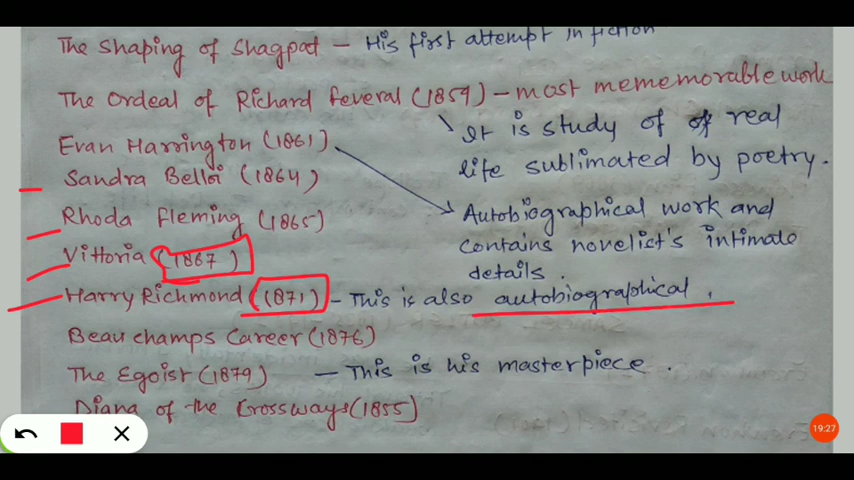 The Shaping of Shagpat - His first attempt in fiction
The Ordeal of Richard Feveral (1859) - most mememorable work
It is study of of real
life sublimated by poetry.
Evan Harrington (1861)
Sandra Belloi (1864)
Rhoda Fleming (1865)
Autobiographical work and
contains novelist's intimate
details.
Vittoria (1867)
Harry Richmond (1871) - This is also autobiographical.
Beauchamps Career (1876)
The Egoist (1879) - This is his masterpiece.
Diana of the Crossways (1855)
19:27